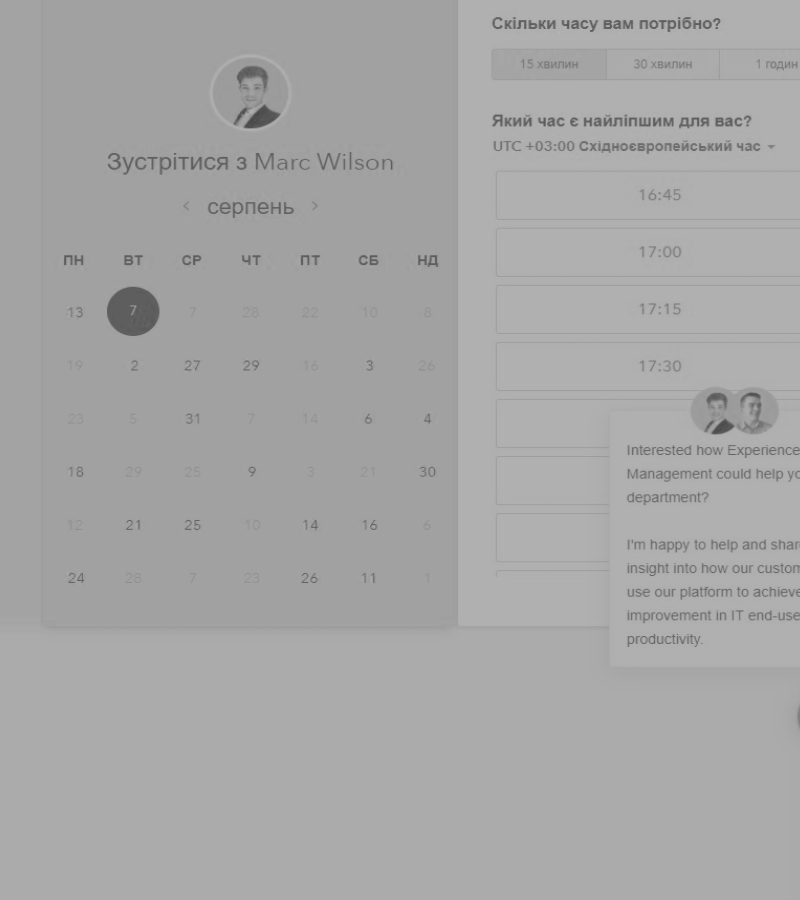 Зустрітися з Marc Wilson
серпень
ПН ВТ СР ЧТ ПТ СБ НД
13 7 7 28 22 10 8
19 2 27 29 16 3 26
23 5 31 7 14 6 4
18 29 25 9 3 21 30
12 21 25 10 14 16 6
24 28 7 23 26 11 1
Скільки часу вам потрібно?
15 хвилин 30 хвилин 1 годин
Який час є найліпшим для вас?
UTC +03:00 Східноєвропейський час
16:45
17:00
17:15
17:30
Interested how Experience
Management could help yo
department?
I'm happy to help and shar
insight into how our custom
use our platform to achieve
improvement in IT end-use
productivity.